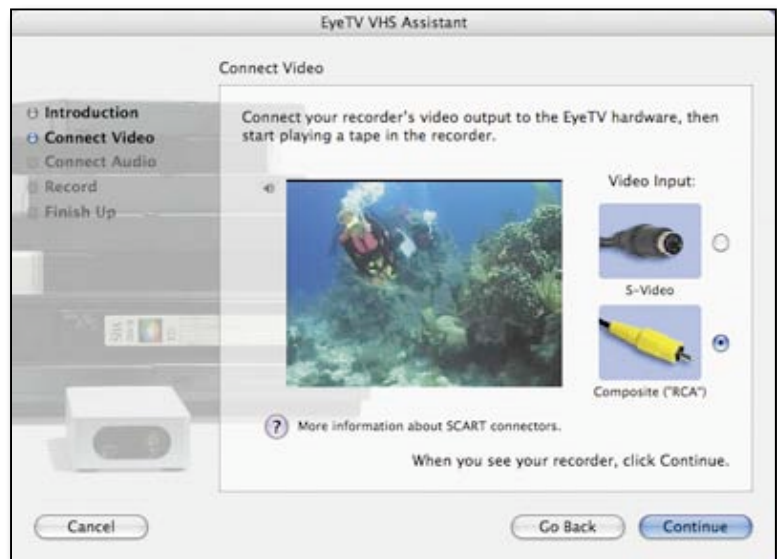 EyeTV VHS Assistant
Connect Video
Introduction
Connect Video
Connect Audio
Record
Finish Up
Connect your recorder's video output to the EyeTV hardware, then
start playing a tape in the recorder.
Video Input:
S-Video
Composite ("RCA")
? More information about SCART connectors.
When you see your recorder, click Continue.
Cancel
Go Back
Continue